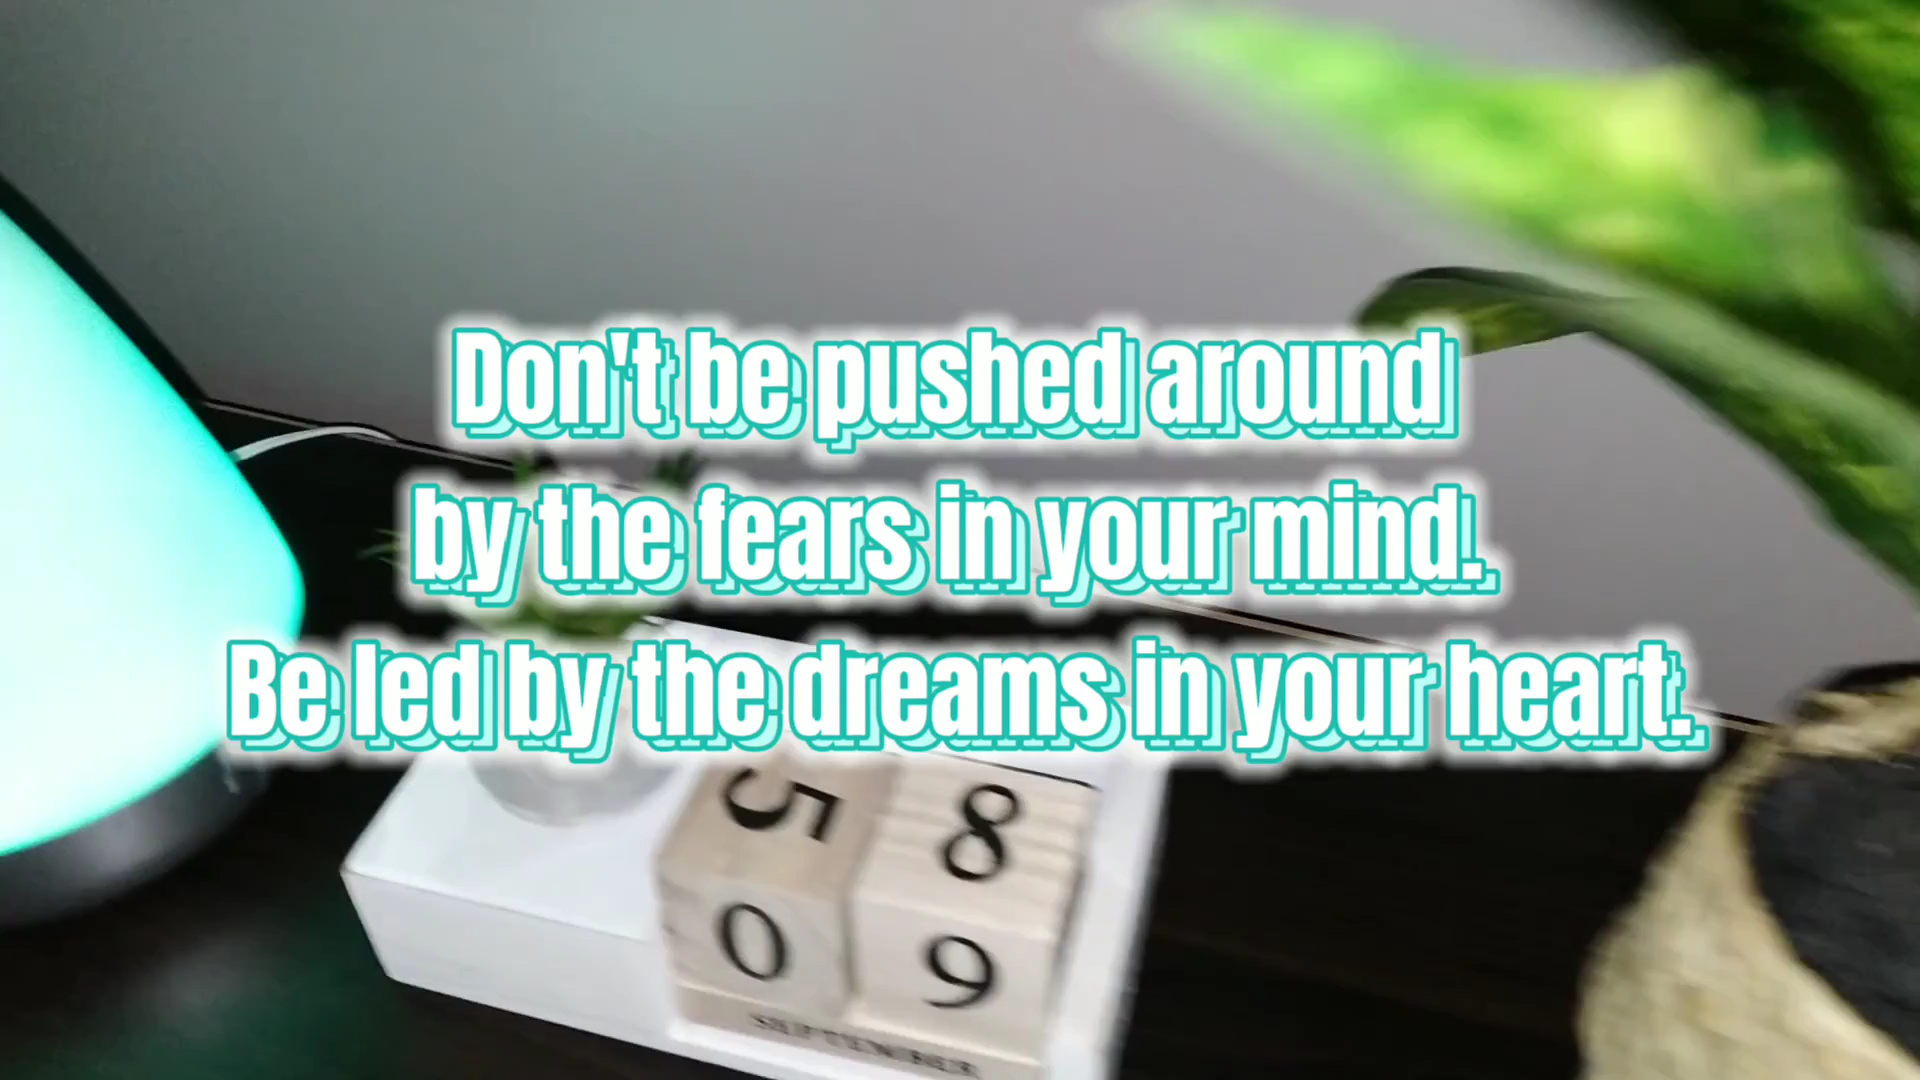 Don't be pushed around
by the fears in your mind.
Be led by the dreams in your heart.
5 8
0 9
SEPTEMBER